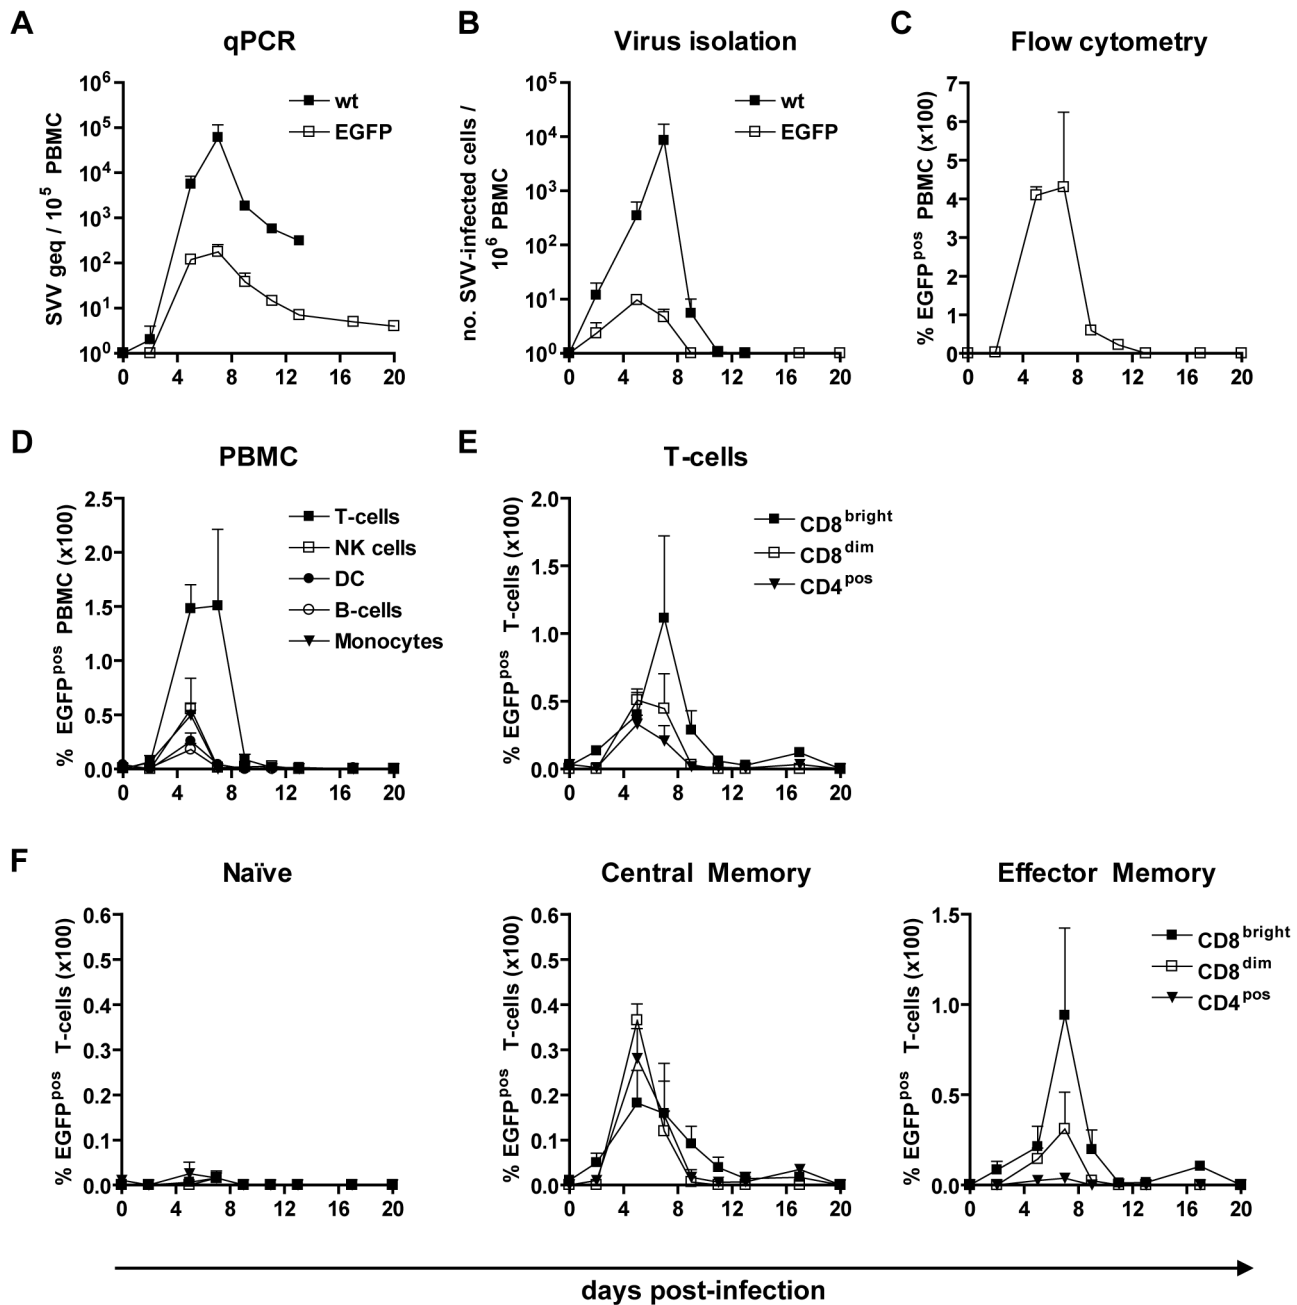 A
qPCR
SVV geq / 10^5 PBMC
10^6
10^5
10^4
10^3
10^2
10^1
10^0
0 4 8 12 16 20
wt
EGFP
B
Virus isolation
no. SVV-infected cells /
10^6 PBMC
10^5
10^4
10^3
10^2
10^1
10^0
0 4 8 12 16 20
wt
EGFP
C
Flow cytometry
% EGFP^pos PBMC (x100)
7
6
5
4
3
2
1
0
0 4 8 12 16 20
D
PBMC
% EGFP^pos PBMC (x100)
2.5
2.0
1.5
1.0
0.5
0.0
0 4 8 12 16 20
T-cells
NK cells
DC
B-cells
Monocytes
E
T-cells
% EGFP^pos T-cells (x100)
2.0
1.5
1.0
0.5
0.0
0 4 8 12 16 20
CD8^bright
CD8^dim
CD4^pos
F
Naïve
% EGFP^pos T-cells (x100)
0.6
0.5
0.4
0.3
0.2
0.1
0.0
0 4 8 12 16 20
Central Memory
% EGFP^pos T-cells (x100)
0.6
0.5
0.4
0.3
0.2
0.1
0.0
0 4 8 12 16 20
Effector Memory
% EGFP^pos T-cells (x100)
1.5
1.0
0.5
0.0
0 4 8 12 16 20
CD8^bright
CD8^dim
CD4^pos
days post-infection